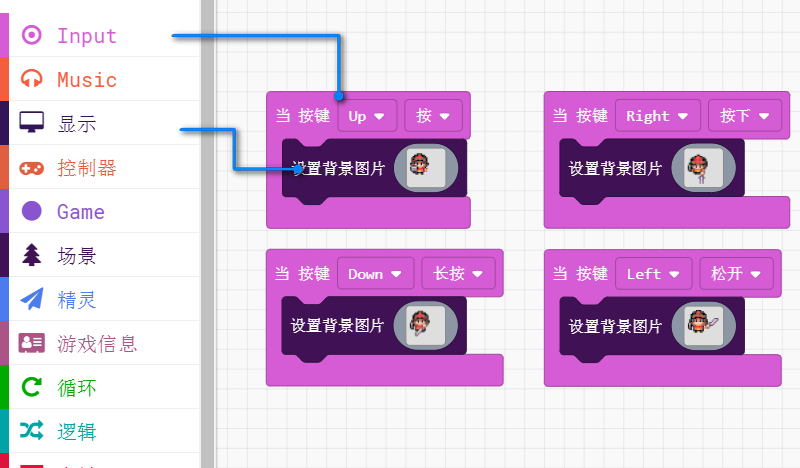 Input
Music
显示
控制器
Game
场景
精灵
游戏信息
循环
逻辑
当 按键 Up 按
设置背景图片
当 按键 Right 按下
设置背景图片
当 按键 Down 长按
设置背景图片
当 按键 Left 松开
设置背景图片